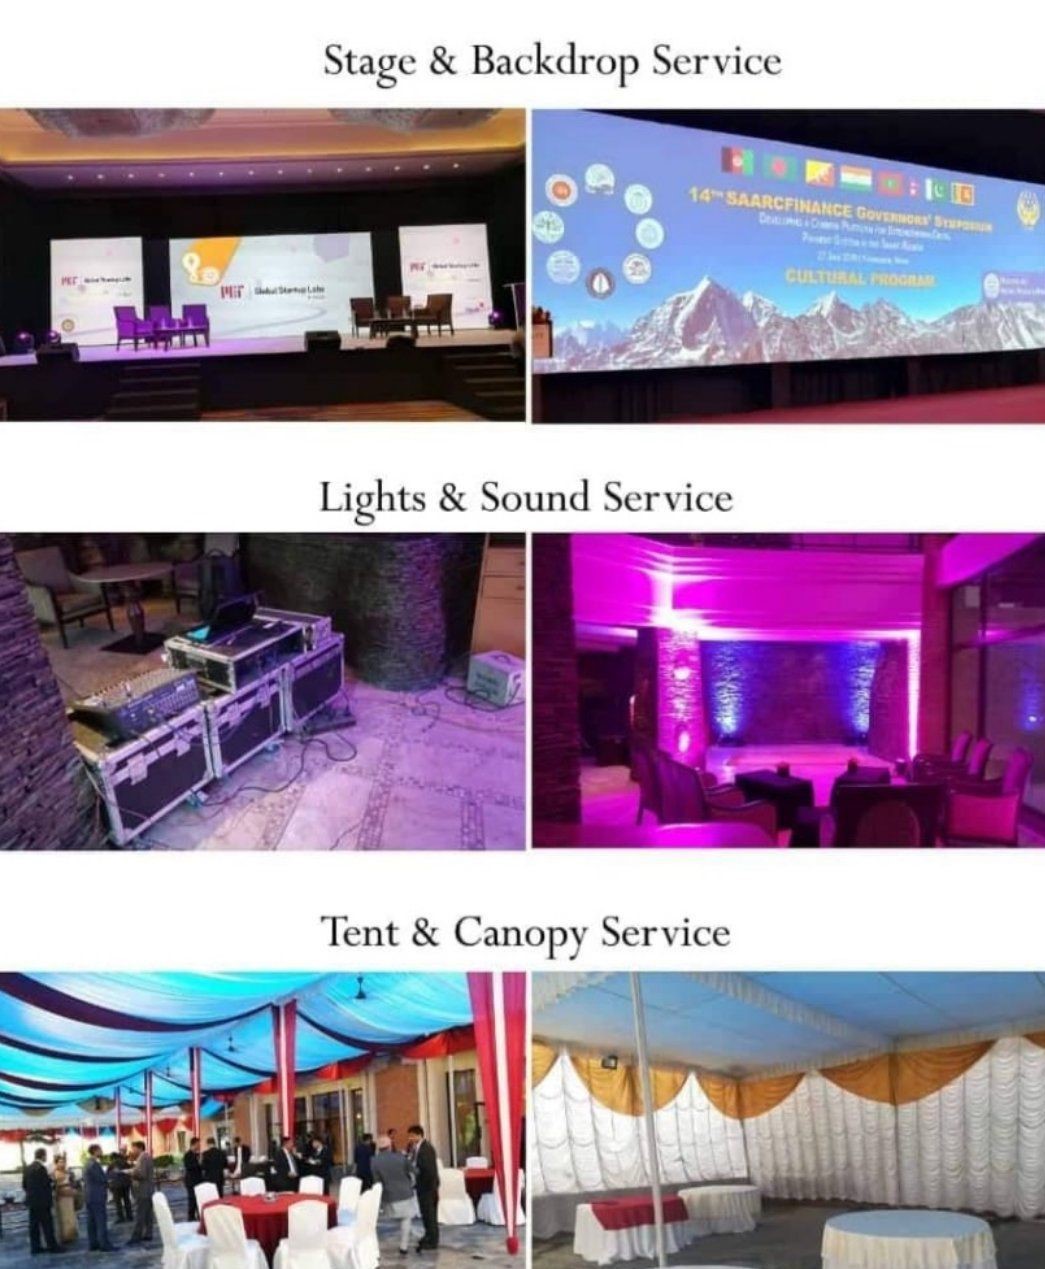 Stage & Backdrop Service
MIT Global Startup Labs
MIT Global Startup Labs
MIT Global Startup Labs
14TH SAARCFINANCE GOVERNORS' SYMPOSIUM
CULTURAL PROGRAM
Lights & Sound Service
Tent & Canopy Service